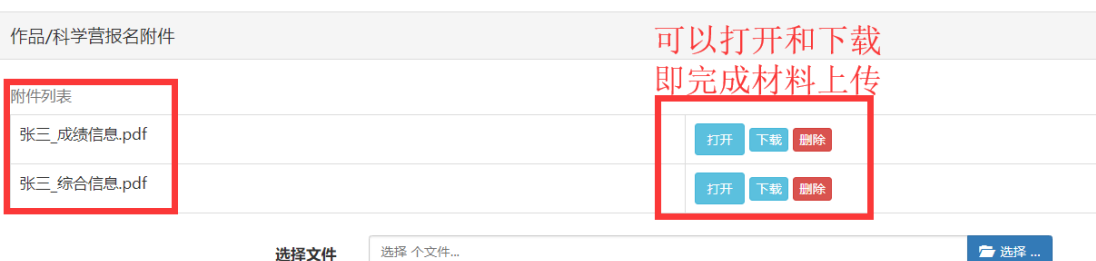 作品/科学营报名附件
可以打开和下载
即完成材料上传
附件列表
张三_成绩信息.pdf 打开 下载 删除
张三_综合信息.pdf 打开 下载 删除
选择文件 选择 个文件... 选择 ...